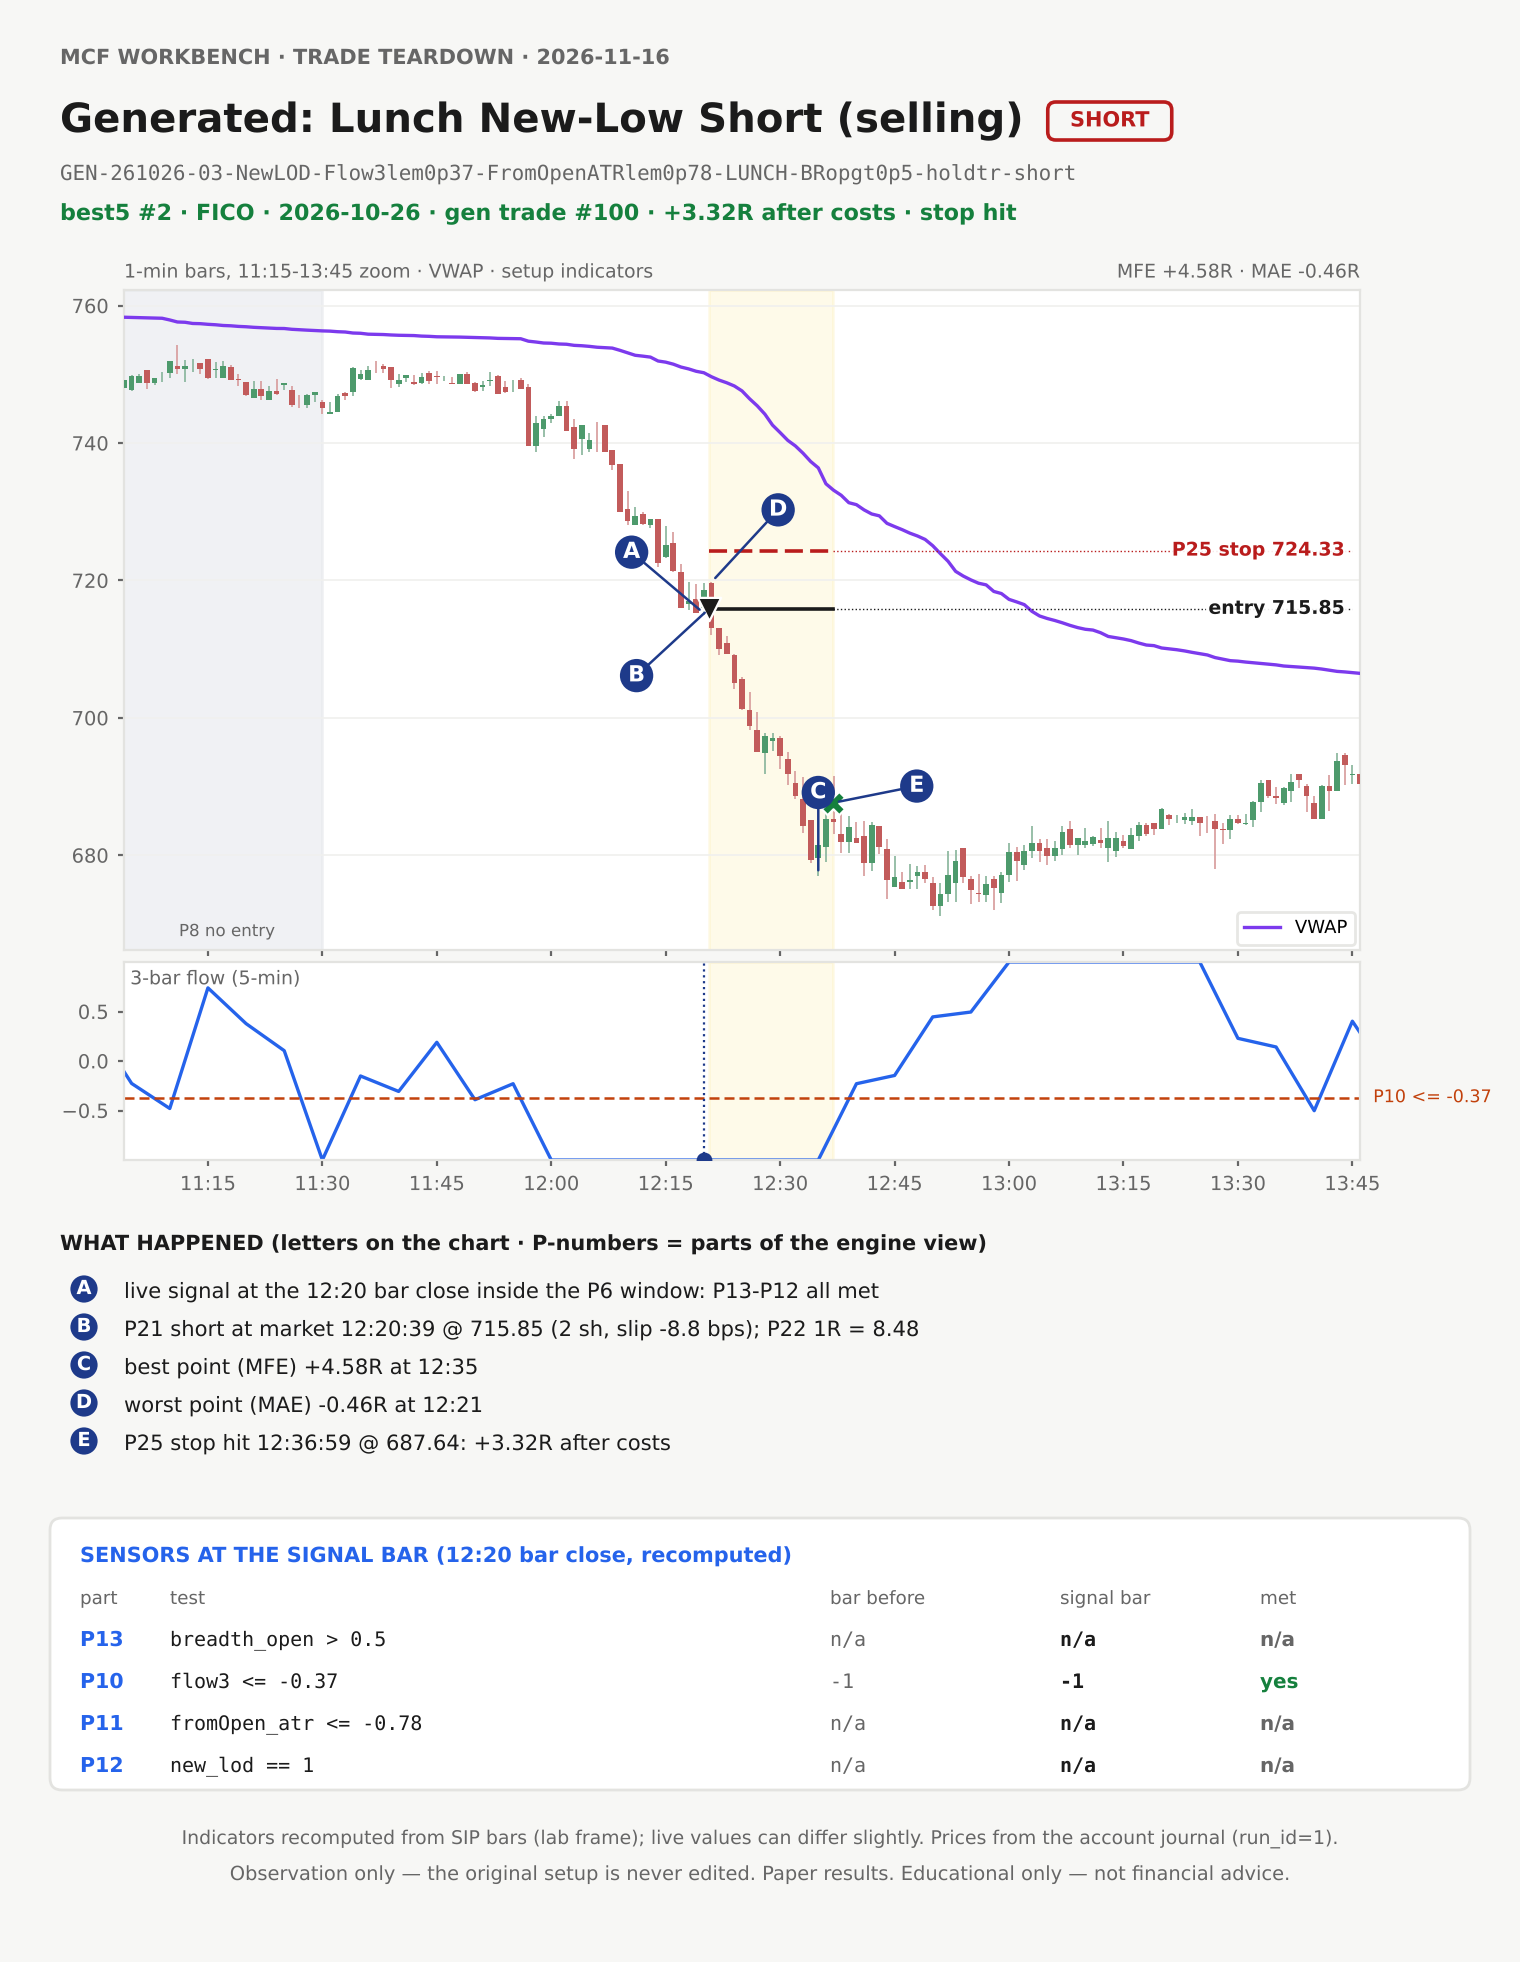 MCF WORKBENCH · TRADE TEARDOWN · 2026-11-16
Generated: Lunch New-Low Short (selling) SHORT
GEN-261026-03-NewLOD-Flow3lem0p37-FromOpenATRlem0p78-LUNCH-BRopgt0p5-holdtr-short
best5 #2 · FICO · 2026-10-26 · gen trade #100 · +3.32R after costs · stop hit
1-min bars, 11:15-13:45 zoom · VWAP · setup indicators MFE +4.58R · MAE -0.46R
760
740
720
700
680
D
A
P25 stop 724.33
entry 715.85
B
C
E
P8 no entry
VWAP
3-bar flow (5-min)
0.5
0.0
−0.5
P10 <= -0.37
11:15 11:30 11:45 12:00 12:15 12:30 12:45 13:00 13:15 13:30 13:45
WHAT HAPPENED (letters on the chart · P-numbers = parts of the engine view)
A live signal at the 12:20 bar close inside the P6 window: P13-P12 all met
B P21 short at market 12:20:39 @ 715.85 (2 sh, slip -8.8 bps); P22 1R = 8.48
C best point (MFE) +4.58R at 12:35
D worst point (MAE) -0.46R at 12:21
E P25 stop hit 12:36:59 @ 687.64: +3.32R after costs
SENSORS AT THE SIGNAL BAR (12:20 bar close, recomputed)
part test bar before signal bar met
P13 breadth_open > 0.5 n/a n/a n/a
P10 flow3 <= -0.37 -1 -1 yes
P11 fromOpen_atr <= -0.78 n/a n/a n/a
P12 new_lod == 1 n/a n/a n/a
Indicators recomputed from SIP bars (lab frame); live values can differ slightly. Prices from the account journal (run_id=1).
Observation only — the original setup is never edited. Paper results. Educational only — not financial advice.